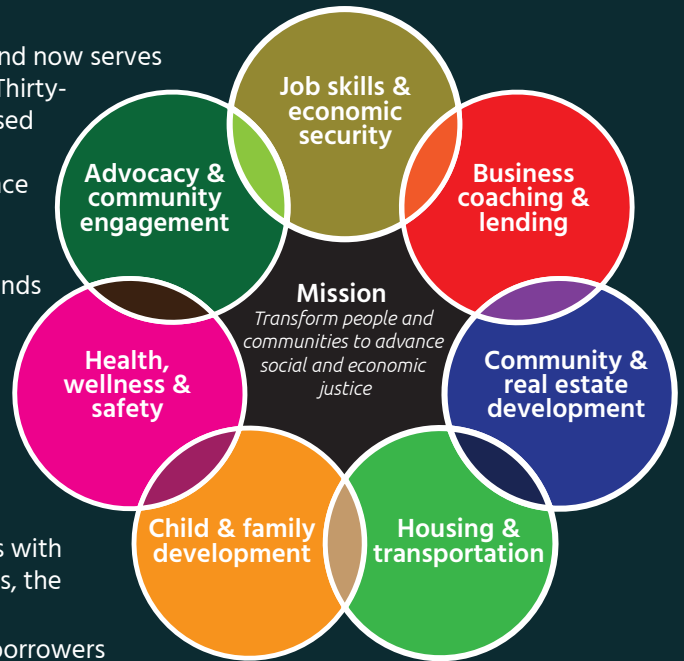 nd now serves
Thirty-
sed
ce
nds
s with
s, the
borrowers
Job skills &
economic
security
Business
coaching &
lending
Community &
real estate
development
Housing &
transportation
Child & family
development
Health,
wellness &
safety
Advocacy &
community
engagement
Mission
Transform people and
communities to advance
social and economic
justice